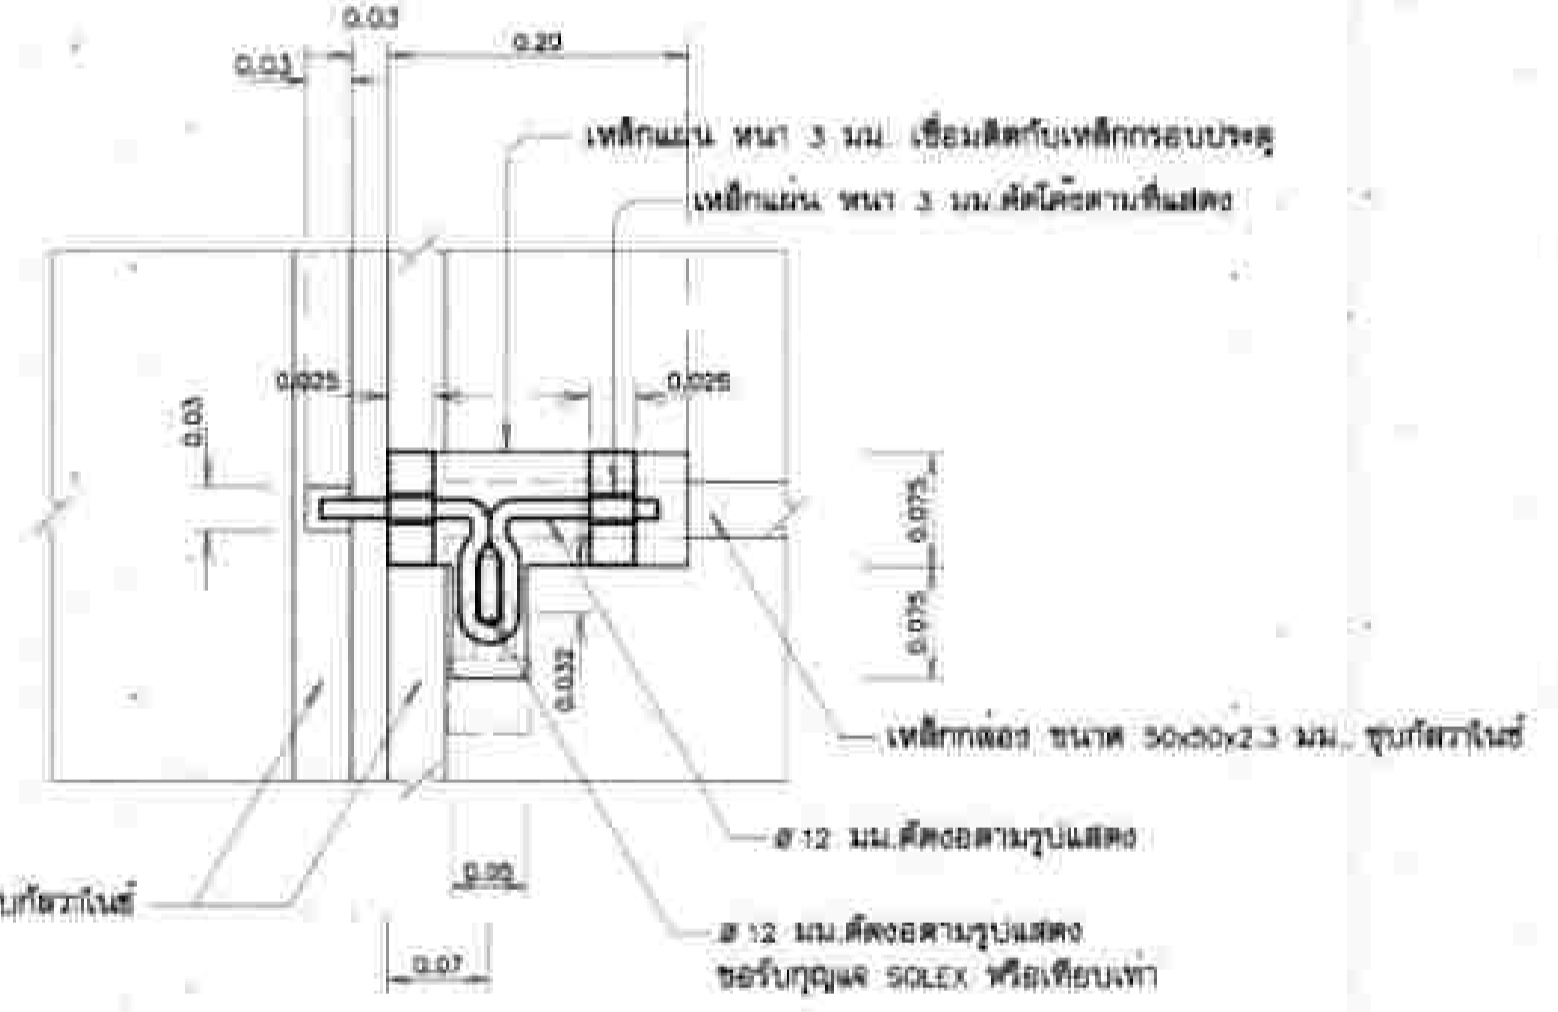 0.03
0.20
0.03
เหล็กแผ่น หนา 3 มม. เชื่อมติดกับเหล็กกรอบประตู
เหล็กแผ่น หนา 3 มม.ดัดโค้งตามที่แสดง
0.025
0.025
0.03
0.075
0.075
0.032
เหล็กกล่อง ขนาด 50x50x2.3 มม. ชุบกัลวาไนซ์
ø 12 มม.ดัดงอตามรูปแสดง
0.05
บกัลวาไนซ์
ø 12 มม.ดัดงอตามรูปแสดง
0.07
ขอรับกุญแจ SOLEX หรือเทียบเท่า